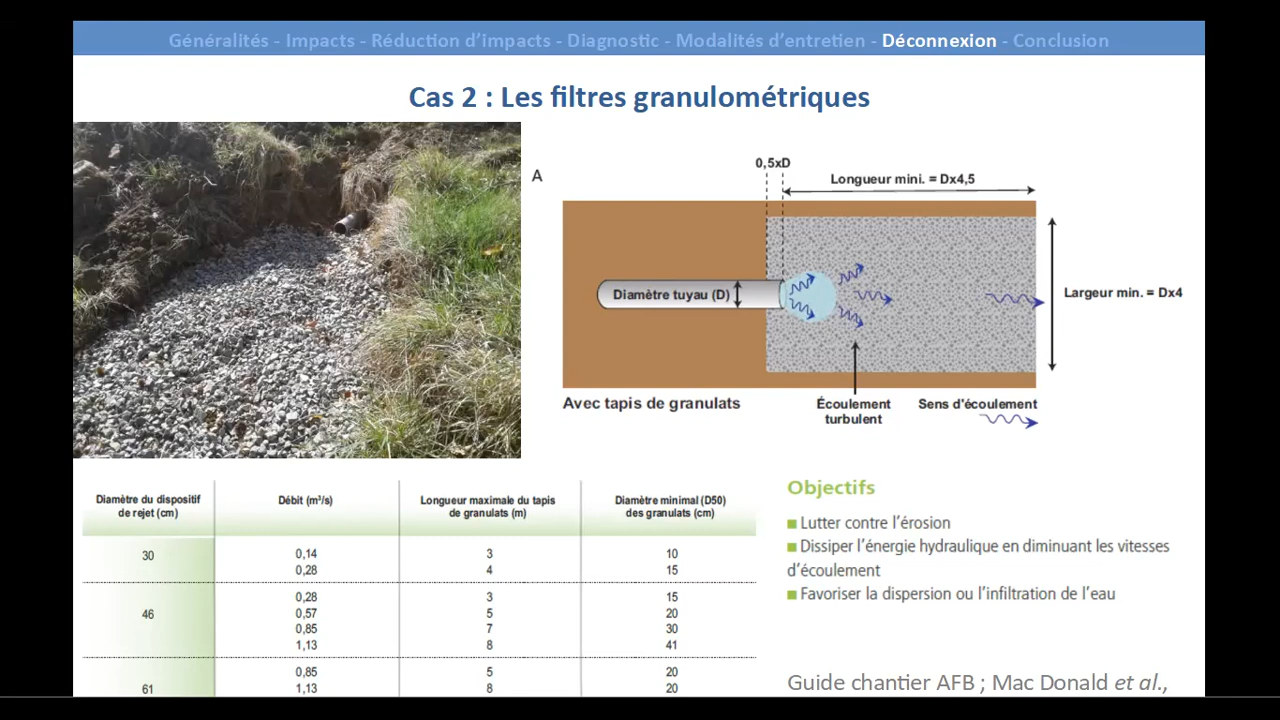 Généralités - Impacts - Réduction d'impacts - Diagnostic - Modalités d'entretien - Déconnexion - Conclusion
Cas 2 : Les filtres granulométriques
A
0,5xD
Longueur mini. = Dx4,5
Diamètre tuyau (D)
Largeur min. = Dx4
Avec tapis de granulats
Écoulement
turbulent
Sens d'écoulement
Diamètre du dispositif
de rejet (cm)
Débit (m³/s)
Longueur maximale du tapis
de granulats (m)
Diamètre minimal (D50)
des granulats (cm)
30
0,14 3 10
0,28 4 15
46
0,28 3 15
0,57 5 20
0,85 7 30
1,13 8 41
61
0,85 5 20
1,13 8 20
Objectifs
Lutter contre l'érosion
Dissiper l'énergie hydraulique en diminuant les vitesses
d'écoulement
Favoriser la dispersion ou l'infiltration de l'eau
Guide chantier AFB ; Mac Donald et al.,